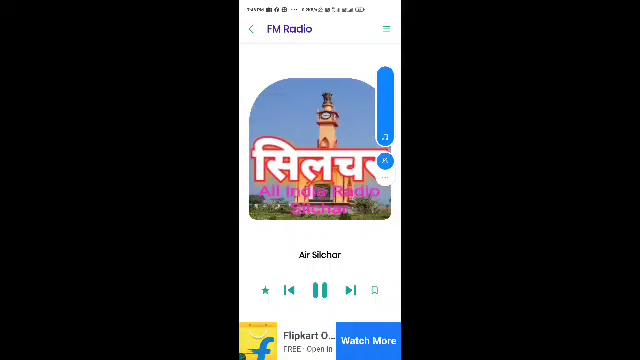 FM Radio
सिलचर
All India Radio
Silchar
Air Silchar
Flipkart O...
FREE · Open in
Watch More